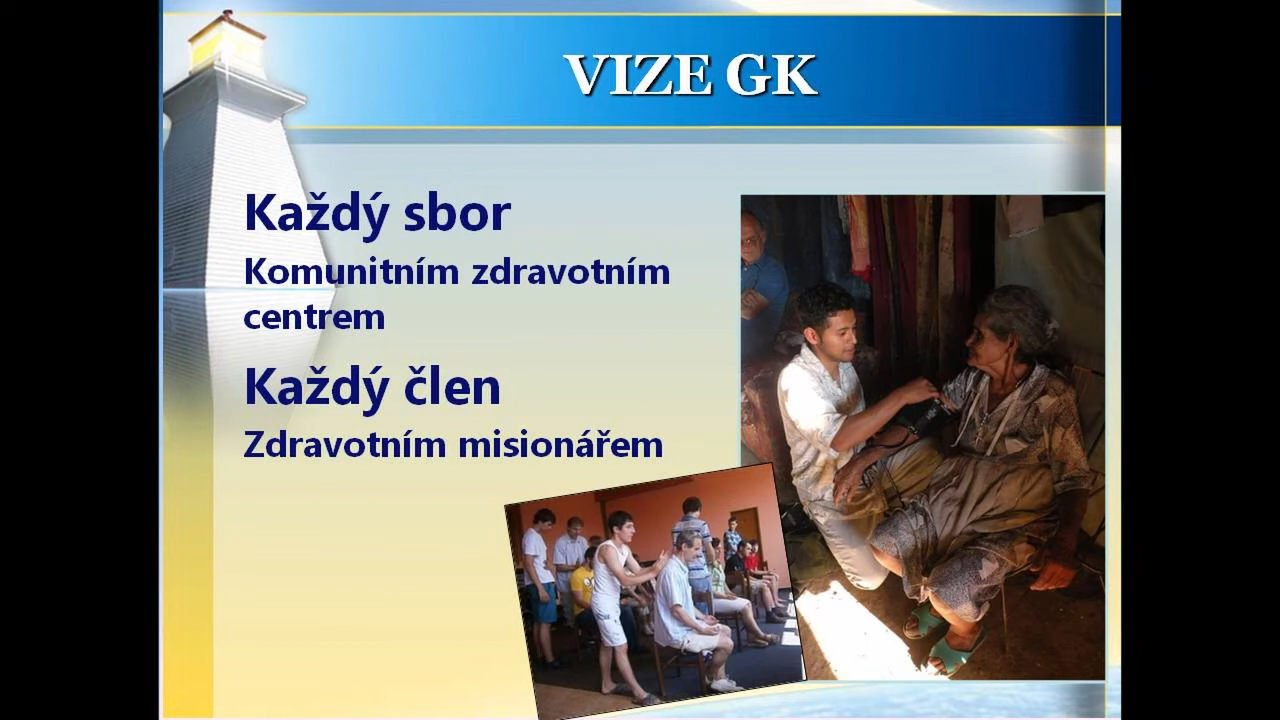 VIZE GK
Každý sbor
Komunitním zdravotním
centrem
Každý člen
Zdravotním misionářem